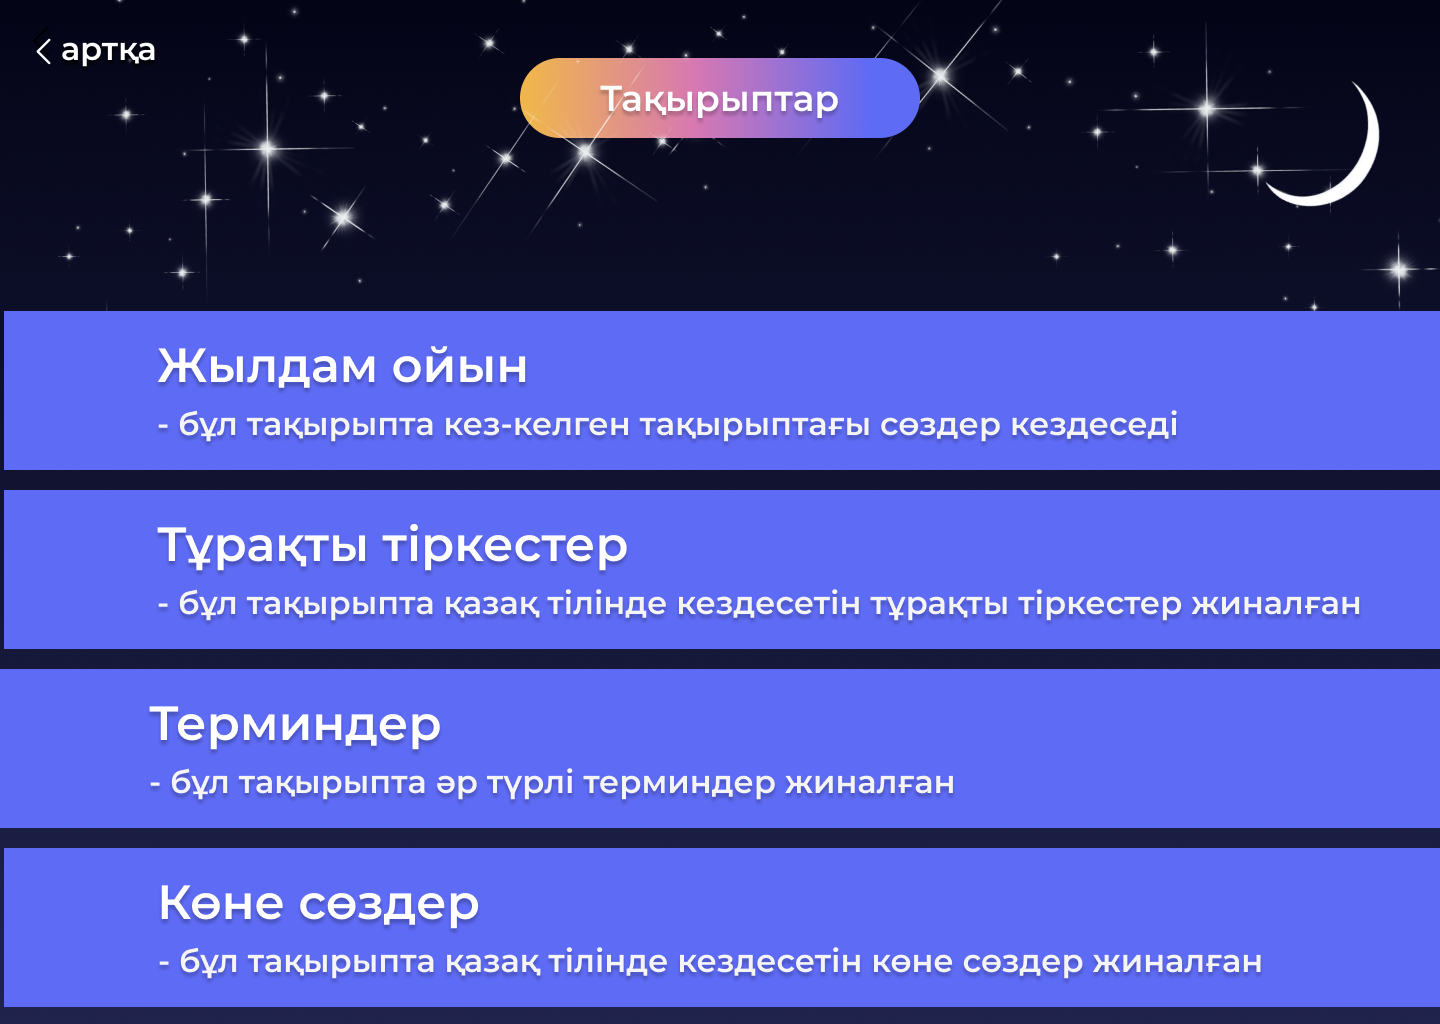 артқа
Тақырыптар
Жылдам ойын
- бұл тақырыпта кез-келген тақырыптағы сөздер кездеседі
Тұрақты тіркестер
- бұл тақырыпта қазақ тілінде кездесетін тұрақты тіркестер жиналған
Терминдер
- бұл тақырыпта әр түрлі терминдер жиналған
Көне сөздер
- бұл тақырыпта қазақ тілінде кездесетін көне сөздер жиналған